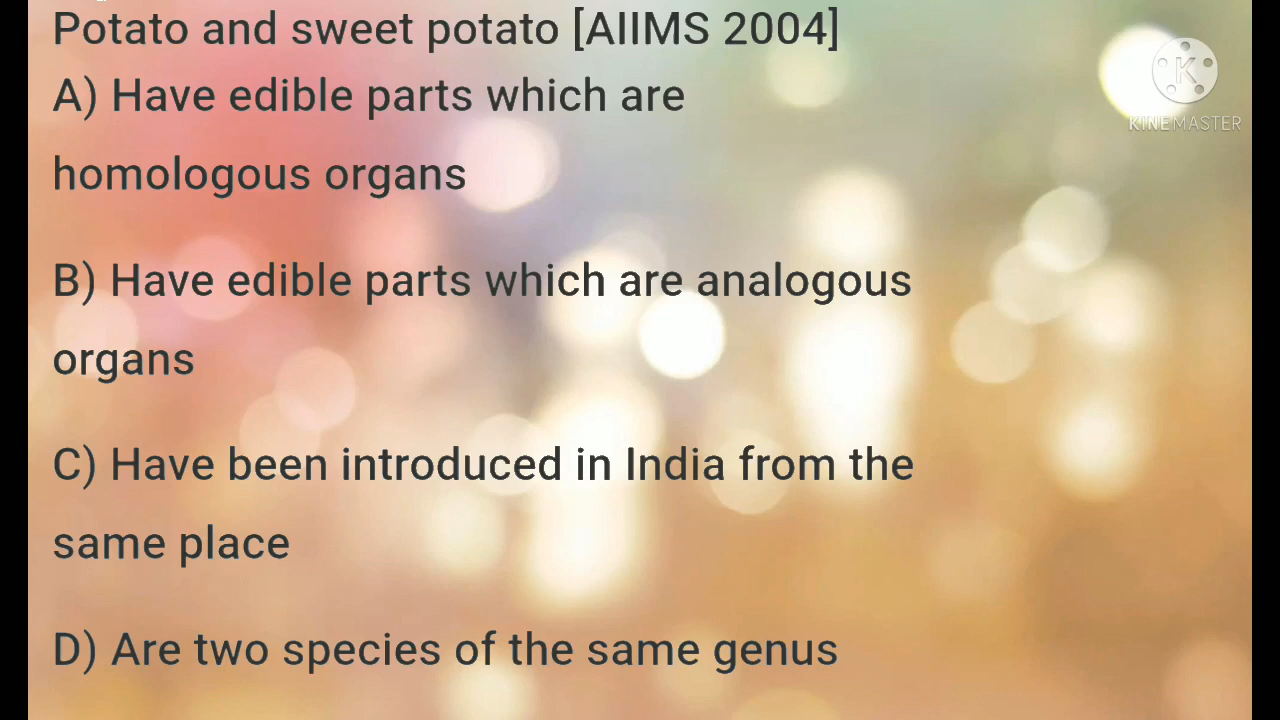 Potato and sweet potato [AIIMS 2004]
A) Have edible parts which are
homologous organs
B) Have edible parts which are analogous
organs
C) Have been introduced in India from the
same place
D) Are two species of the same genus
K
KINEMASTER